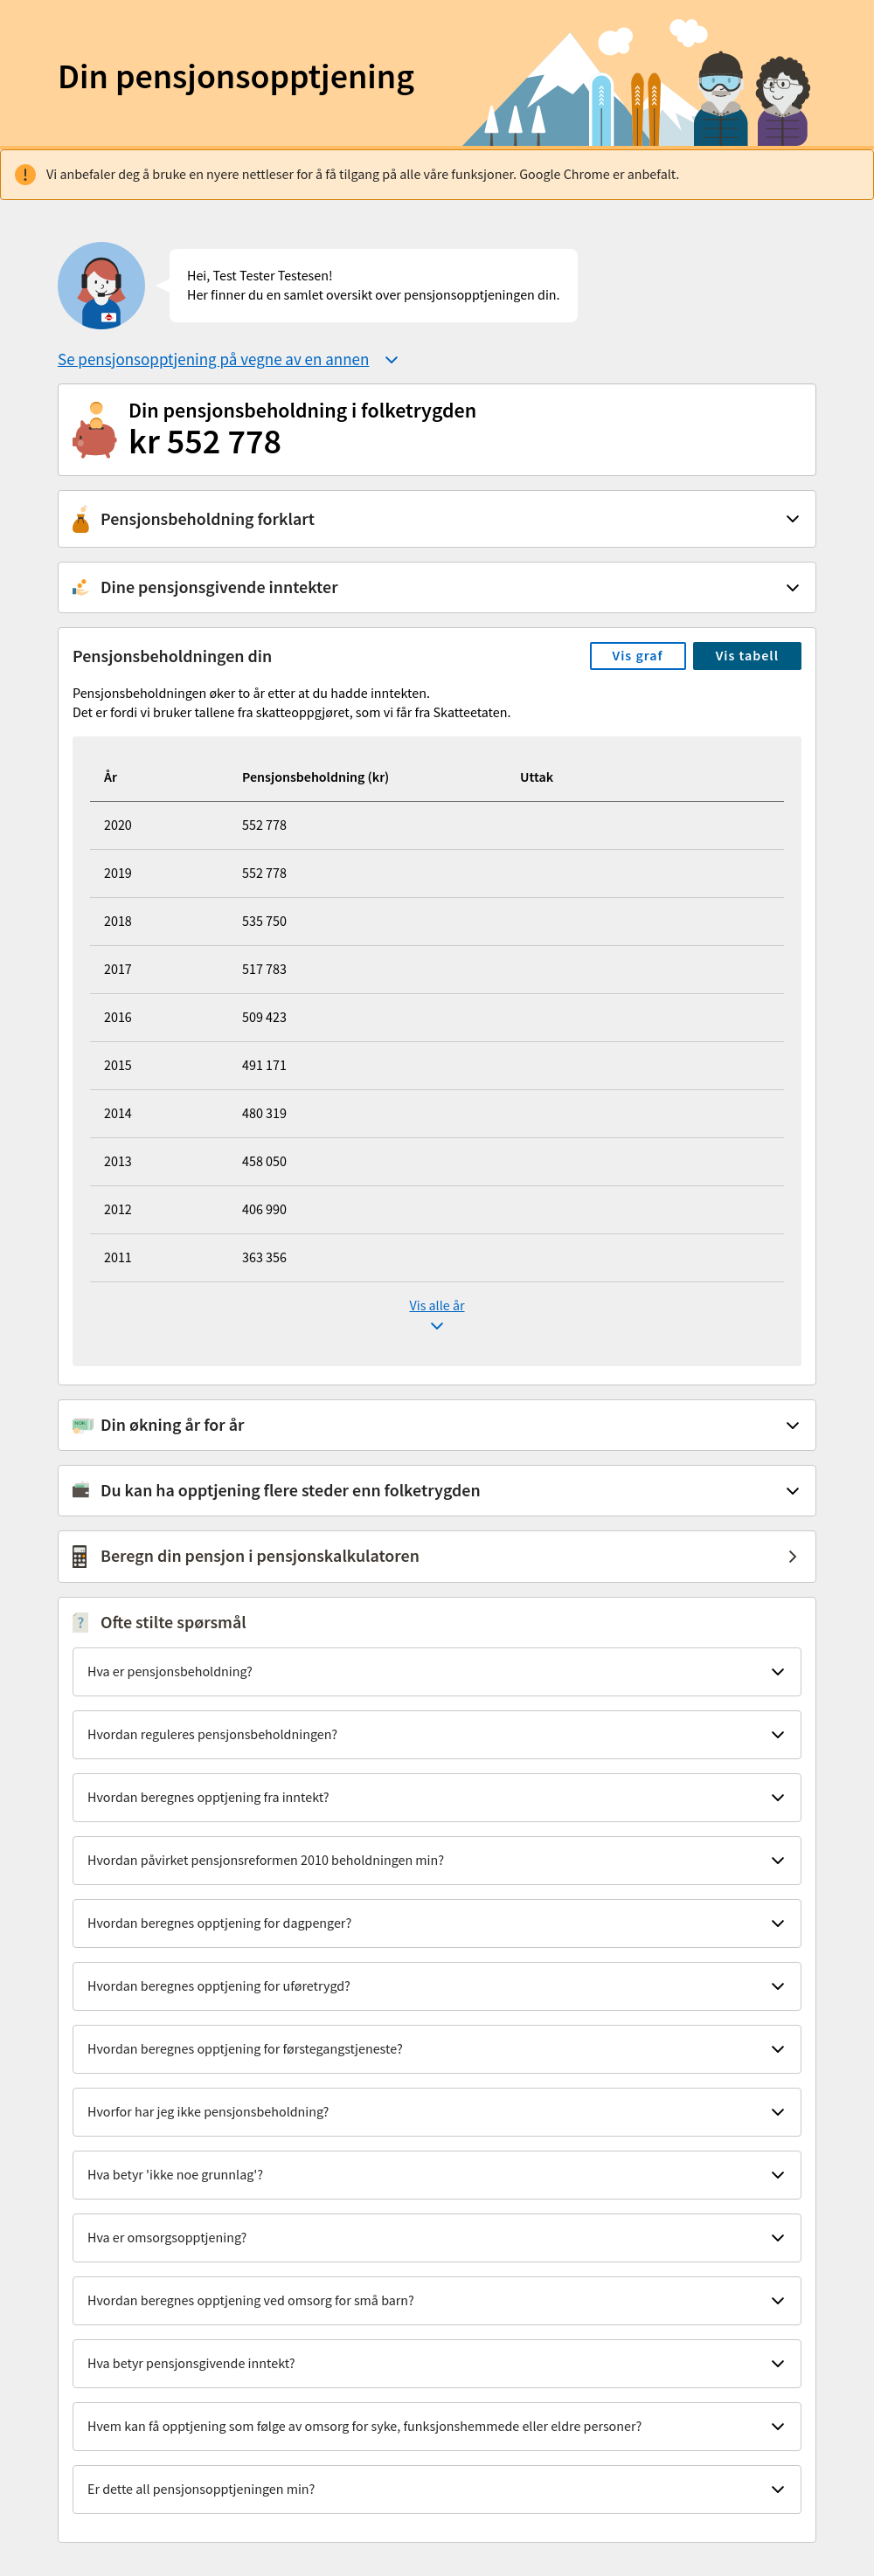 Din pensjonsopptjening
Vi anbefaler deg å bruke en nyere nettleser for å få tilgang på alle våre funksjoner. Google Chrome er anbefalt.
Hei, Test Tester Testesen!
Her finner du en samlet oversikt over pensjonsopptjeningen din.
Se pensjonsopptjening på vegne av en annen
Din pensjonsbeholdning i folketrygden
kr 552 778
Pensjonsbeholdning forklart
Dine pensjonsgivende inntekter
Pensjonsbeholdningen din
Vis graf
Vis tabell
Pensjonsbeholdningen øker to år etter at du hadde inntekten.
Det er fordi vi bruker tallene fra skatteoppgjøret, som vi får fra Skatteetaten.
År Pensjonsbeholdning (kr) Uttak
2020 552 778
2019 552 778
2018 535 750
2017 517 783
2016 509 423
2015 491 171
2014 480 319
2013 458 050
2012 406 990
2011 363 356
Vis alle år
Din økning år for år
Du kan ha opptjening flere steder enn folketrygden
Beregn din pensjon i pensjonskalkulatoren
Ofte stilte spørsmål
Hva er pensjonsbeholdning?
Hvordan reguleres pensjonsbeholdningen?
Hvordan beregnes opptjening fra inntekt?
Hvordan påvirket pensjonsreformen 2010 beholdningen min?
Hvordan beregnes opptjening for dagpenger?
Hvordan beregnes opptjening for uføretrygd?
Hvordan beregnes opptjening for førstegangstjeneste?
Hvorfor har jeg ikke pensjonsbeholdning?
Hva betyr 'ikke noe grunnlag'?
Hva er omsorgsopptjening?
Hvordan beregnes opptjening ved omsorg for små barn?
Hva betyr pensjonsgivende inntekt?
Hvem kan få opptjening som følge av omsorg for syke, funksjonshemmede eller eldre personer?
Er dette all pensjonsopptjeningen min?